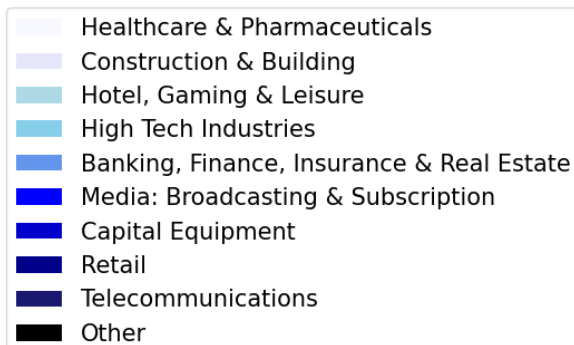 Healthcare & Pharmaceuticals
Construction & Building
Hotel, Gaming & Leisure
High Tech Industries
Banking, Finance, Insurance & Real Estate
Media: Broadcasting & Subscription
Capital Equipment
Retail
Telecommunications
Other